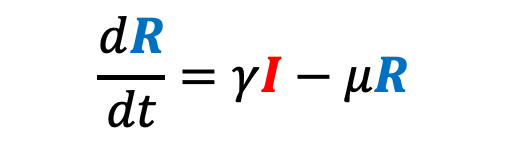 dR/dt = γI − μR